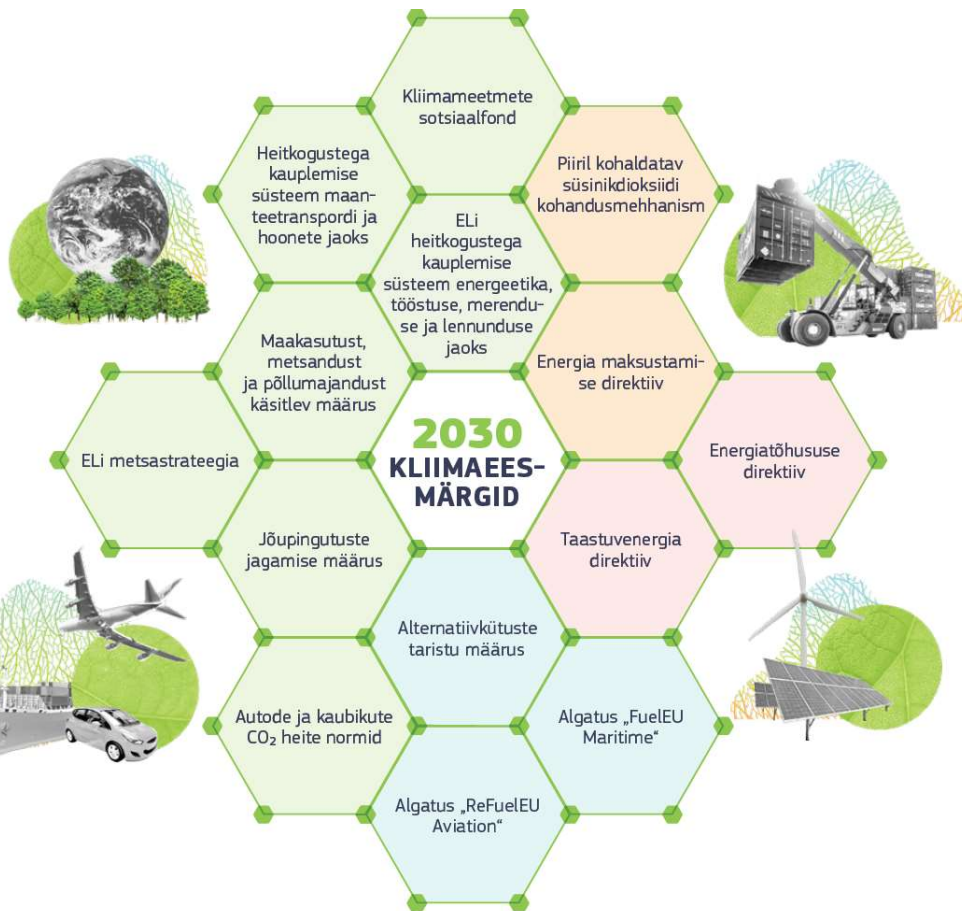 Kliimameetmete
sotsiaalfond
Heitkogustega
kauplemise
süsteem maan-
teetranspordi ja
hoonete jaoks
Piiril kohaldatav
süsinikdioksiidi
kohandusmehhanism
ELi
heitkogustega
kauplemise
süsteem energeetika,
tööstuse, merendu-
se ja lennunduse
jaoks
Maakasutust,
metsandust
ja põllumajandust
käsitlev määrus
Energia maksustami-
se direktiiv
2030
KLIIMAEES-
MÄRGID
ELi metsastrateegia
Energiatõhususe
direktiiv
Jõupingutuste
jagamise määrus
Taastuvenergia
direktiiv
Alternatiivkütuste
taristu määrus
Autode ja kaubikute
CO₂ heite normid
Algatus „FuelEU
Maritime“
Algatus „ReFuelEU
Aviation“